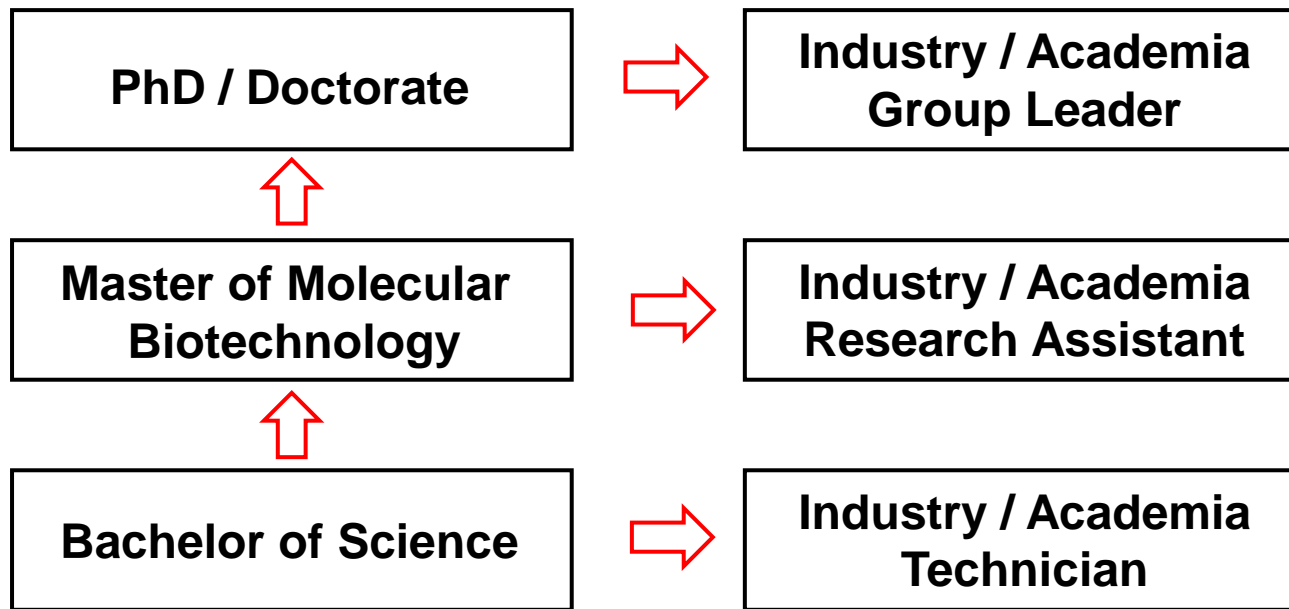 PhD / Doctorate
Industry / Academia
Group Leader
Master of Molecular
Biotechnology
Industry / Academia
Research Assistant
Bachelor of Science
Industry / Academia
Technician